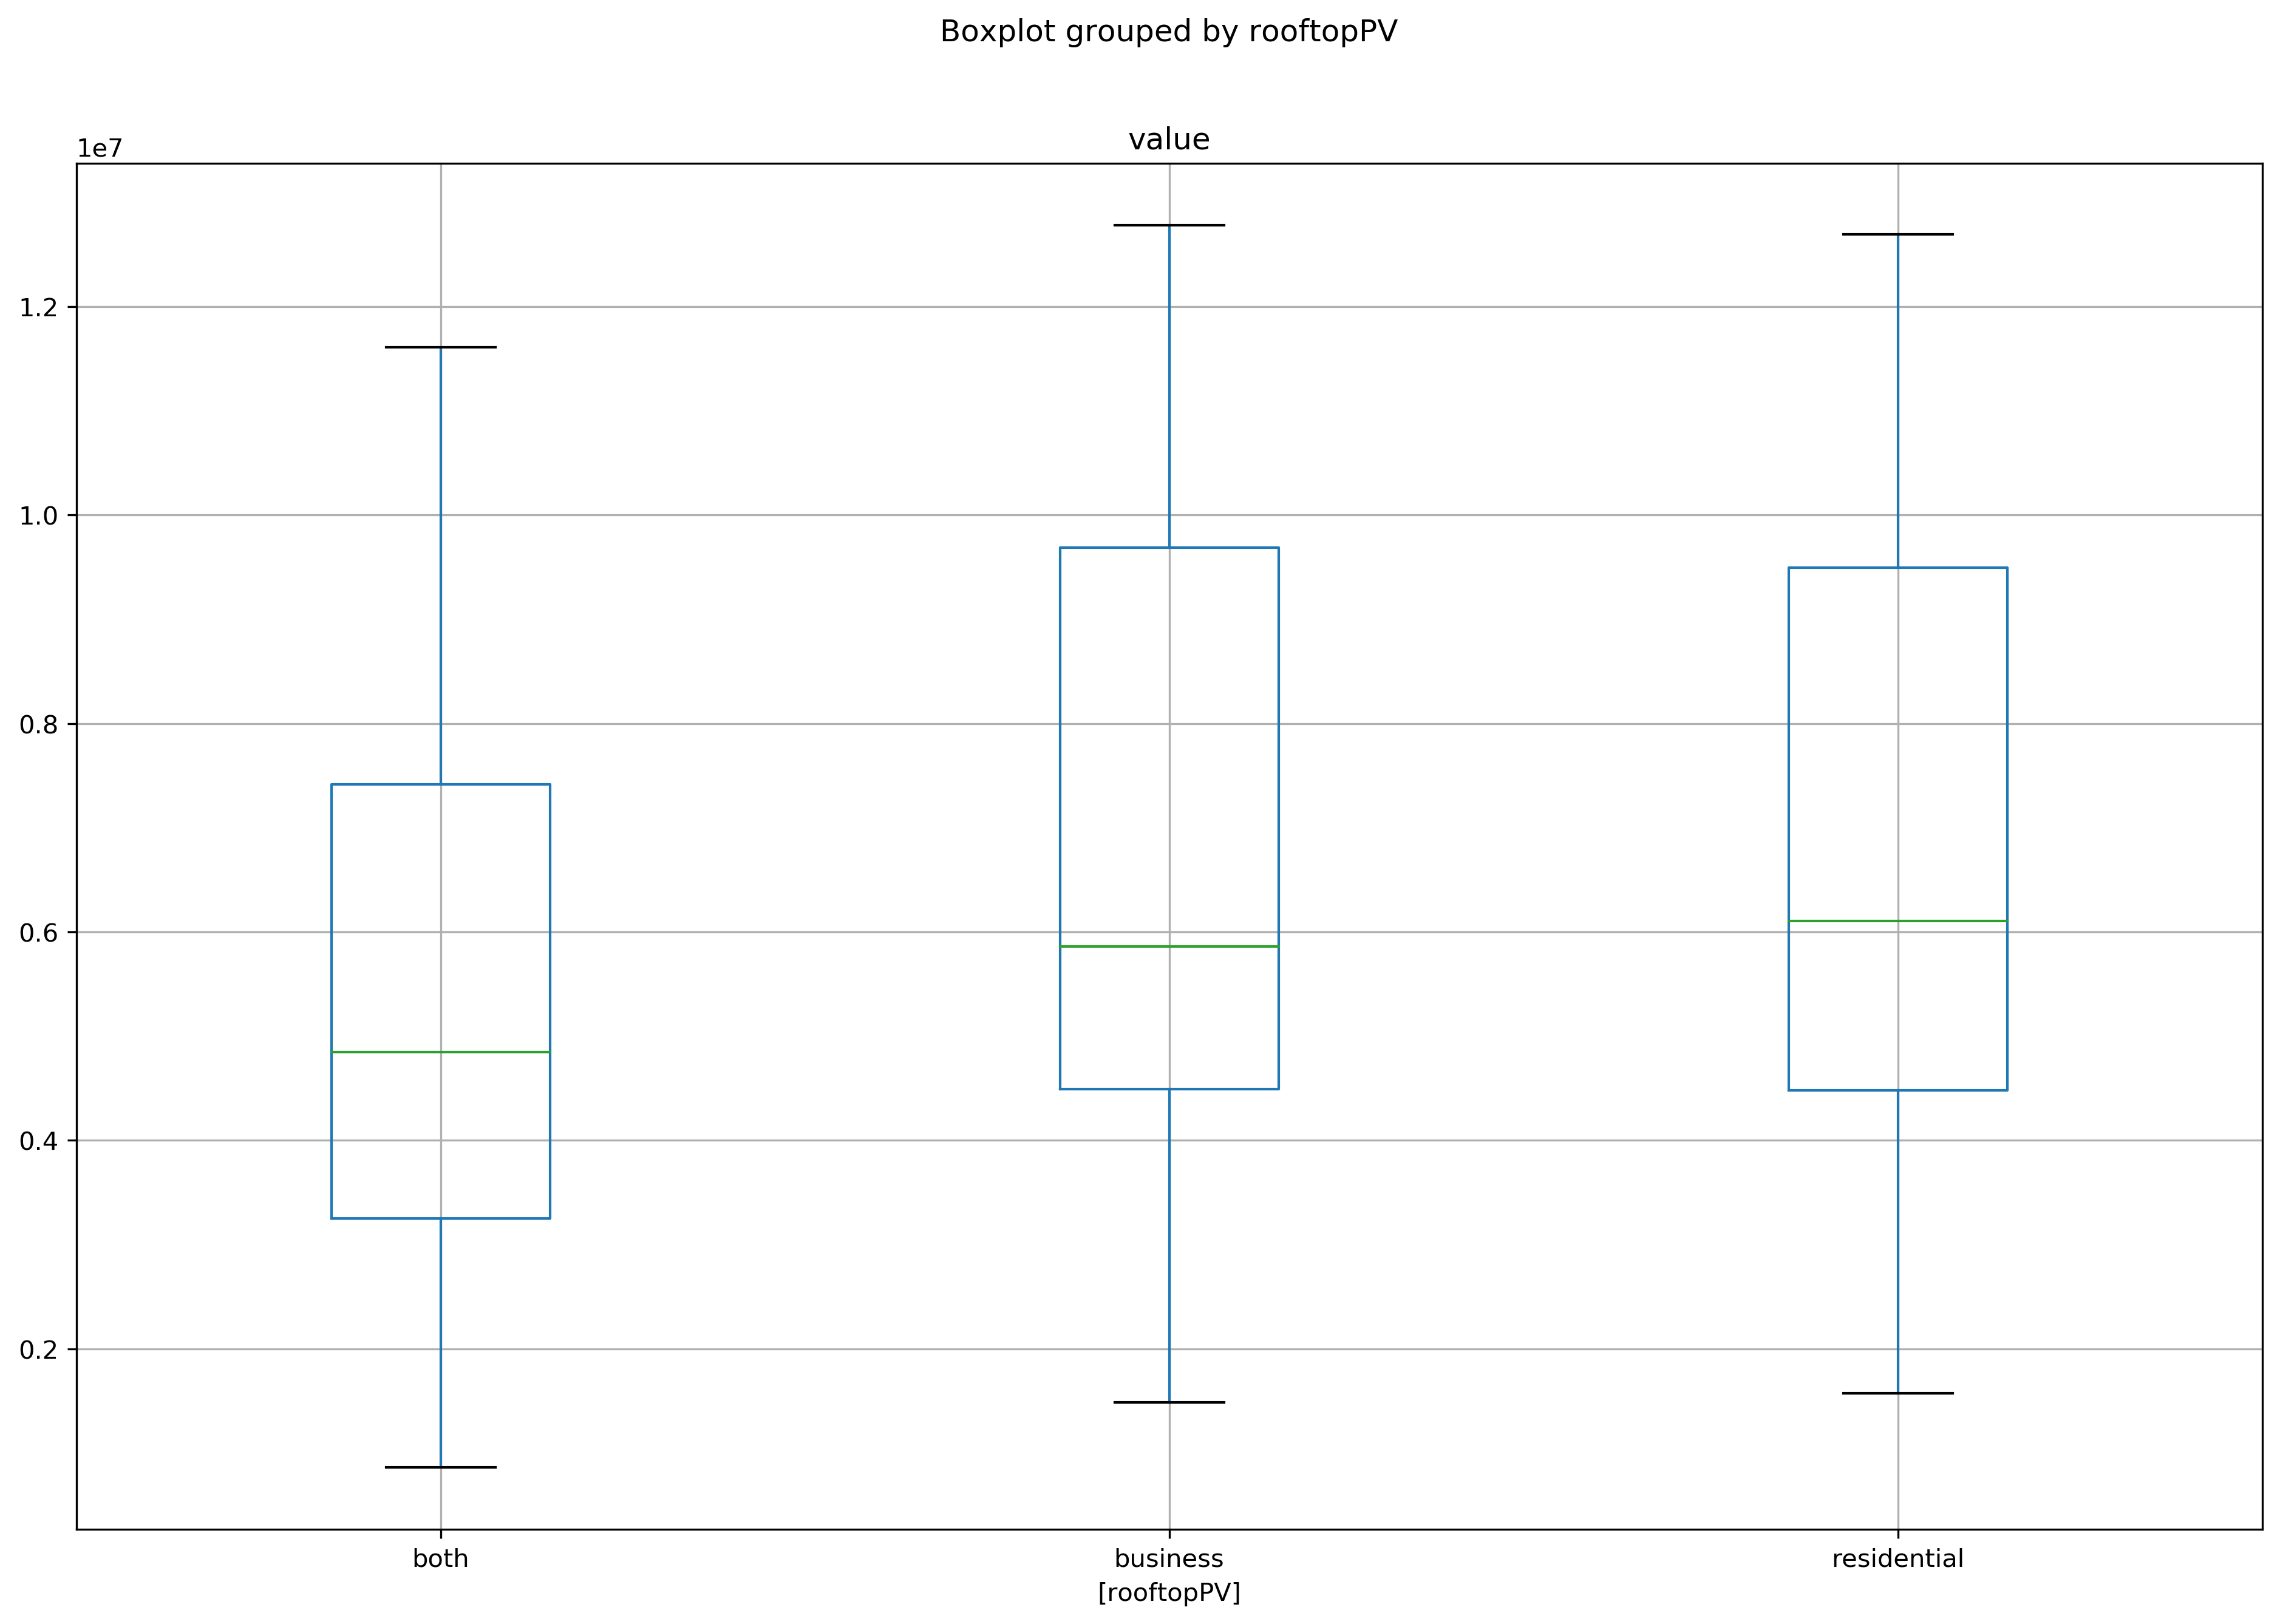 Boxplot grouped by rooftopPV
value
1e7
1.2
1.0
0.8
0.6
0.4
0.2
both business residential
[rooftopPV]